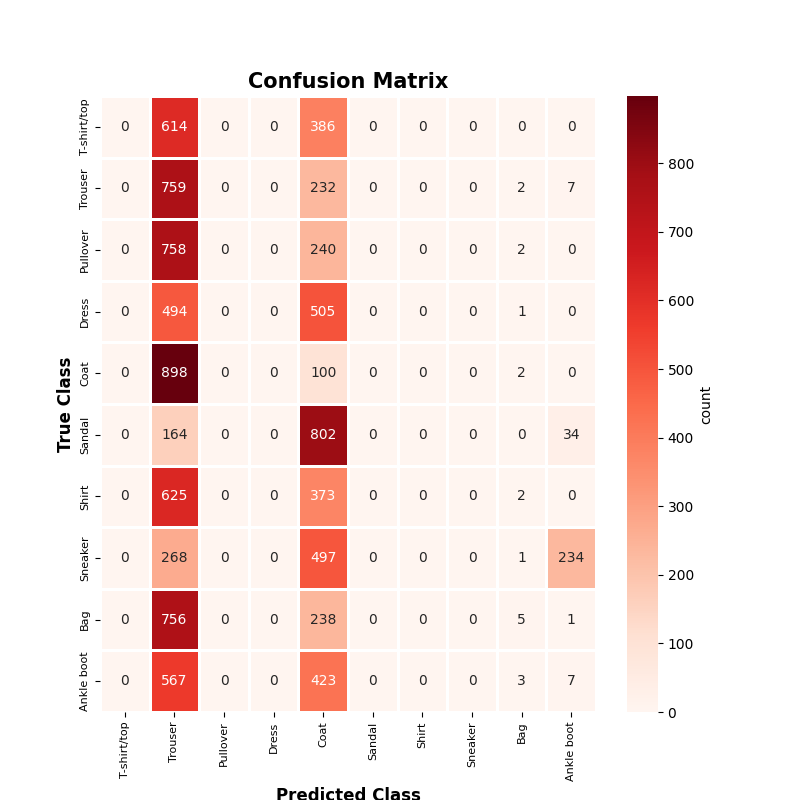 Confusion Matrix
T-shirt/top 0 614 0 0 386 0 0 0 0 0
Trouser 0 759 0 0 232 0 0 0 2 7
Pullover 0 758 0 0 240 0 0 0 2 0
Dress 0 494 0 0 505 0 0 0 1 0
Coat 0 898 0 0 100 0 0 0 2 0
Sandal 0 164 0 0 802 0 0 0 0 34
Shirt 0 625 0 0 373 0 0 0 2 0
Sneaker 0 268 0 0 497 0 0 0 1 234
Bag 0 756 0 0 238 0 0 0 5 1
Ankle boot 0 567 0 0 423 0 0 0 3 7
True Class
T-shirt/top Trouser Pullover Dress Coat Sandal Shirt Sneaker Bag Ankle boot
Predicted Class
800
700
600
500
400
300
200
100
0
count